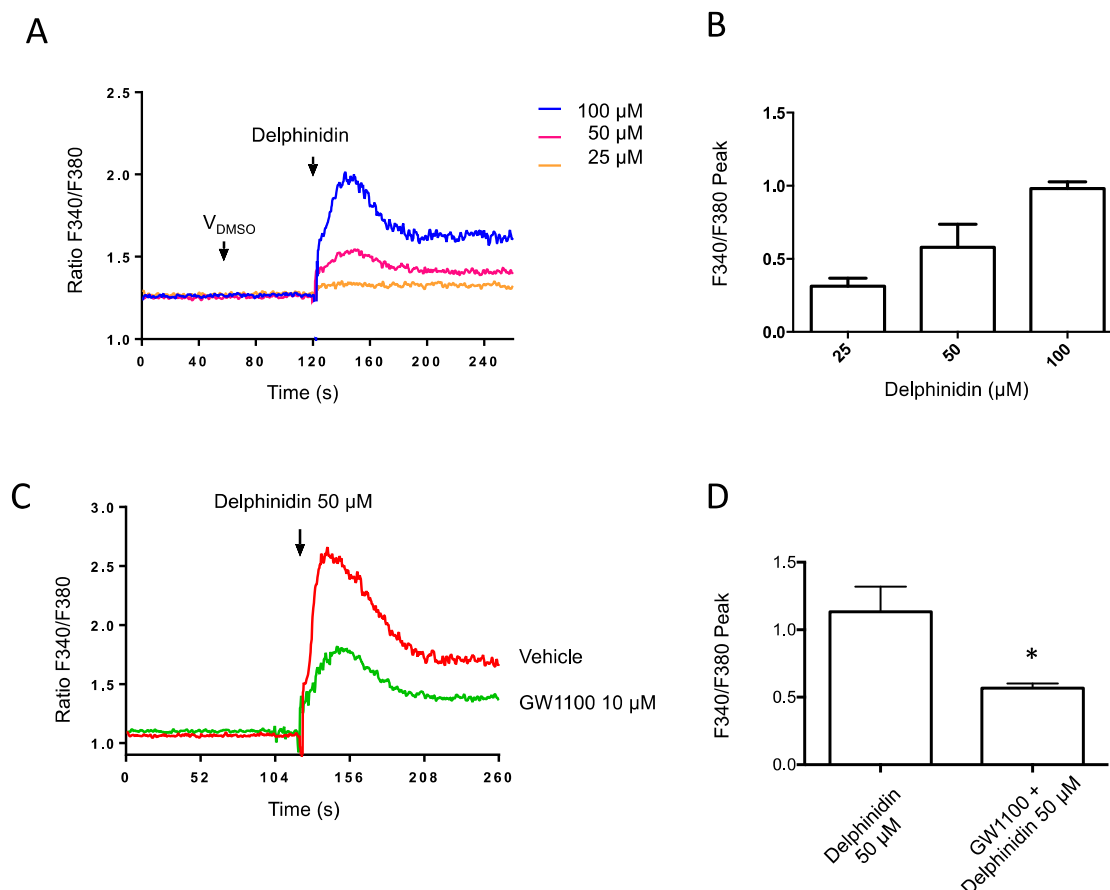 A
Ratio F340/F380
2.5
2.0
1.5
1.0
Delphinidin
V_DMSO
0 40 80 120 160 200 240
Time (s)
100 µM
50 µM
25 µM
B
F340/F380 Peak
1.5
1.0
0.5
0.0
25 50 100
Delphinidin (µM)
C
Delphinidin 50 µM
Ratio F340/F380
3.0
2.5
2.0
1.5
1.0
Vehicle
GW1100 10 µM
0 52 104 156 208 260
Time (s)
D
F340/F380 Peak
1.5
1.0
0.5
0.0
*
Delphinidin
50 µM
GW1100 +
Delphinidin 50 µM